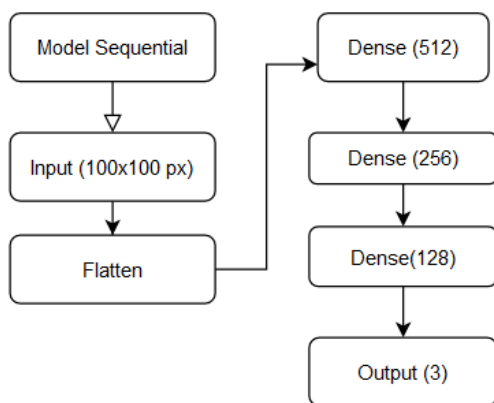 Model Sequential
Input (100x100 px)
Flatten
Dense (512)
Dense (256)
Dense(128)
Output (3)